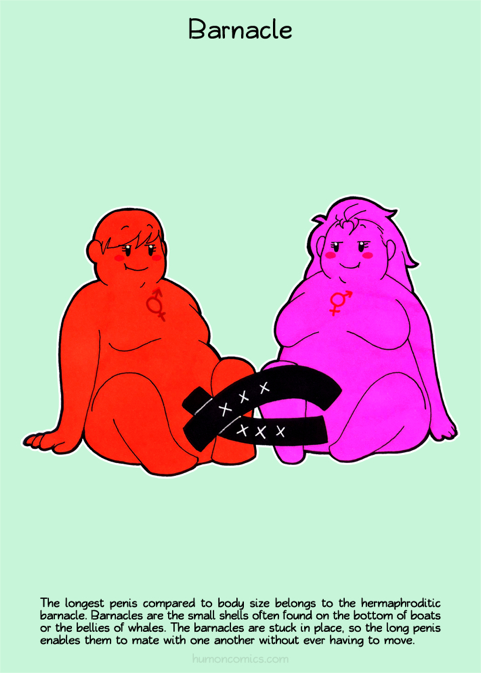 Barnacle
x x x x
x x x
The longest penis compared to body size belongs to the hermaphroditic
barnacle. Barnacles are the small shells often found on the bottom of boats
or the bellies of whales. The barnacles are stuck in place, so the long penis
enables them to mate with one another without ever having to move.
humoncomics.com